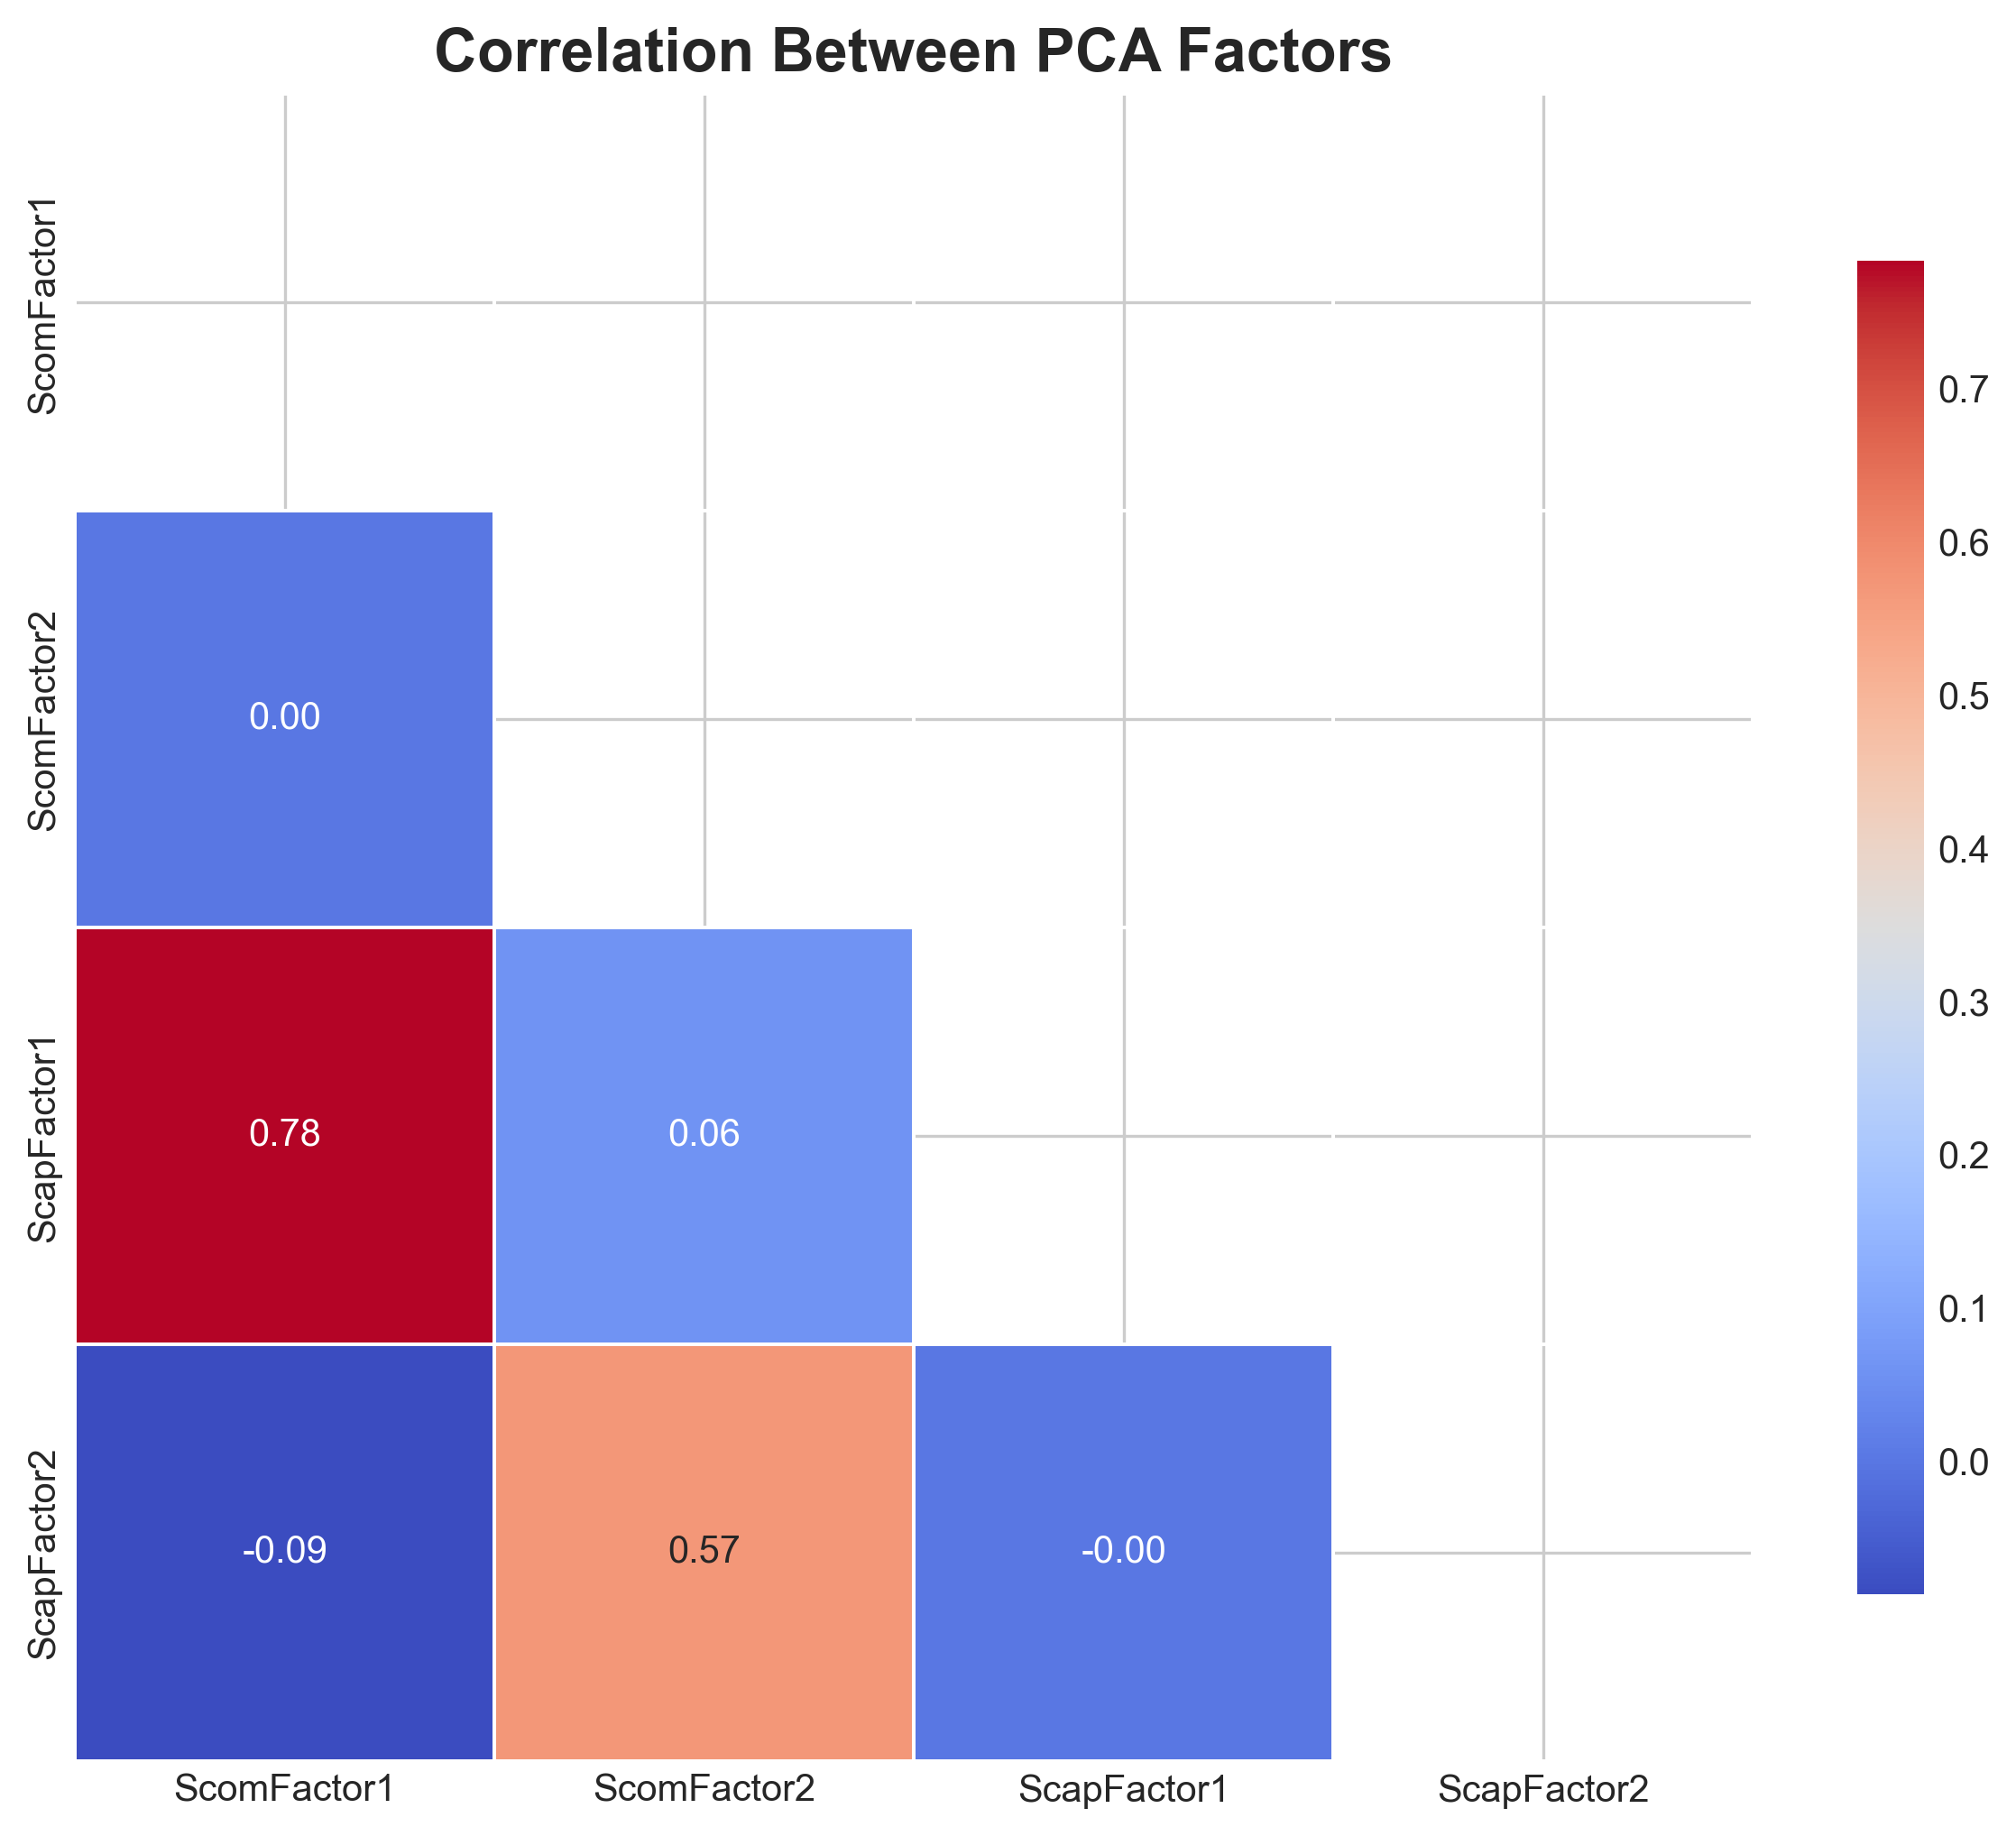 Correlation Between PCA Factors
ScomFactor1
ScomFactor2
ScapFactor1
ScapFactor2
0.00
0.78 0.06
-0.09 0.57 -0.00
ScomFactor1 ScomFactor2 ScapFactor1 ScapFactor2
0.7
0.6
0.5
0.4
0.3
0.2
0.1
0.0